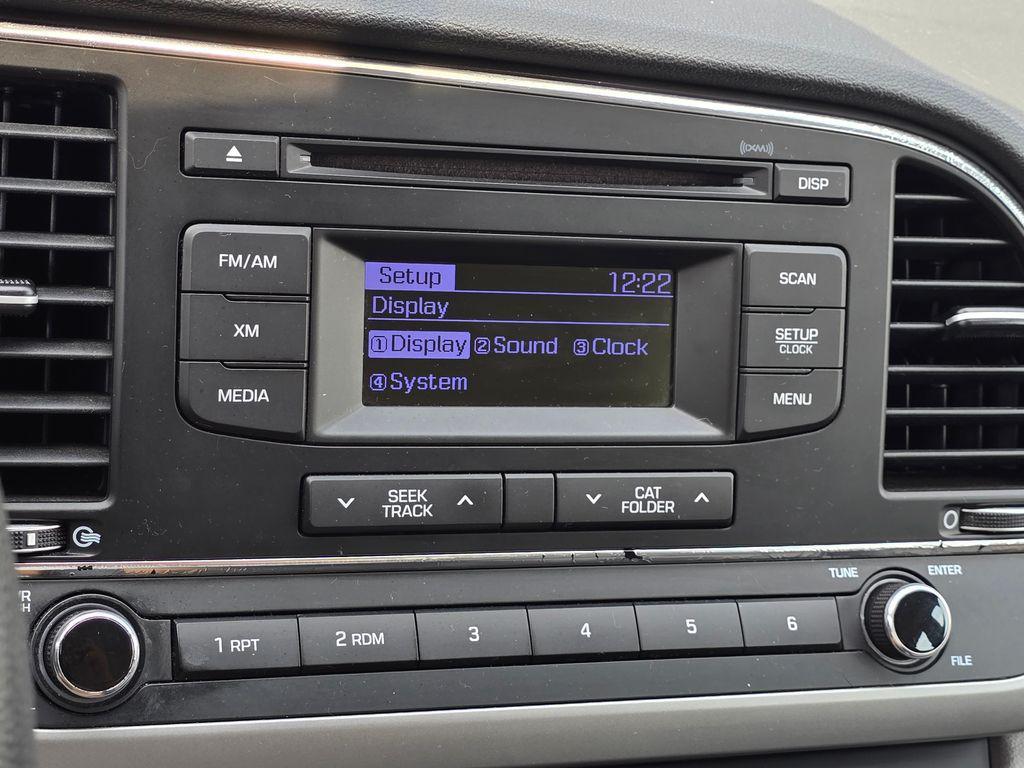 ((XM))
DISP
FM/AM
XM
MEDIA
Setup 12:22
Display
①Display ②Sound ③Clock
④System
SCAN
SETUP
CLOCK
MENU
SEEK
TRACK
CAT
FOLDER
TUNE ENTER
1 RPT 2 RDM 3 4 5 6
FILE